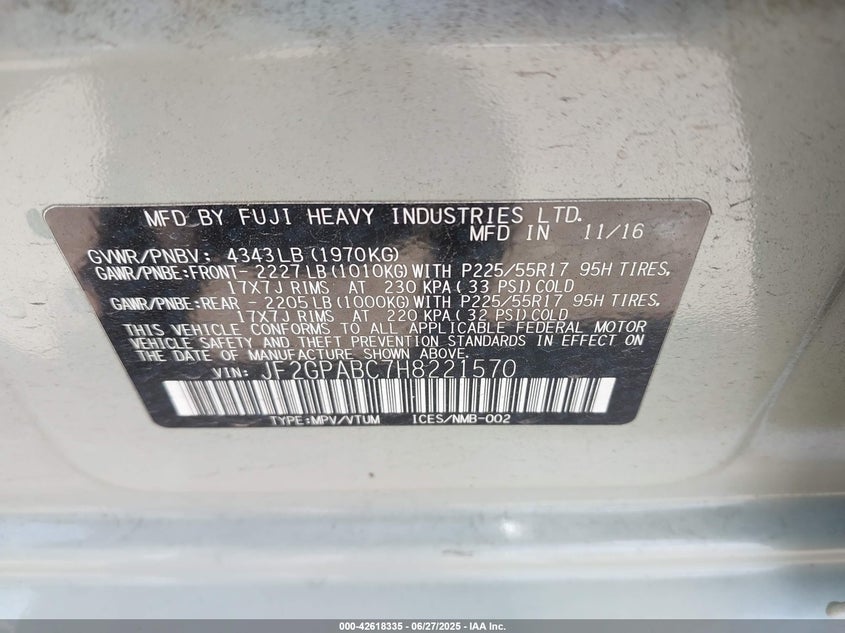 MFD BY FUJI HEAVY INDUSTRIES LTD.
MFD IN 11/16
GVWR/PNBV: 4343LB(1970KG)
GAWR/PNBE:FRONT- 2227LB(1010KG)WITH P225/55R17 95H TIRES,
17X7J RIMS AT 230 KPA(33 PSI)COLD
GAWR/PNBE:REAR - 2205LB(1000KG)WITH P225/55R17 95H TIRES,
17X7J RIMS AT 220 KPA(32 PSI)COLD
THIS VEHICLE CONFORMS TO ALL APPLICABLE FEDERAL MOTOR
VEHICLE SAFETY AND THEFT PREVENTION STANDARDS IN EFFECT ON
THE DATE OF MANUFACTURE SHOWN ABOVE.
VIN: JF2GPABC7H8221570
TYPE:MPV/VTUM ICES/NMB-002
000-42618335 - 06/27/2025 - IAA Inc.